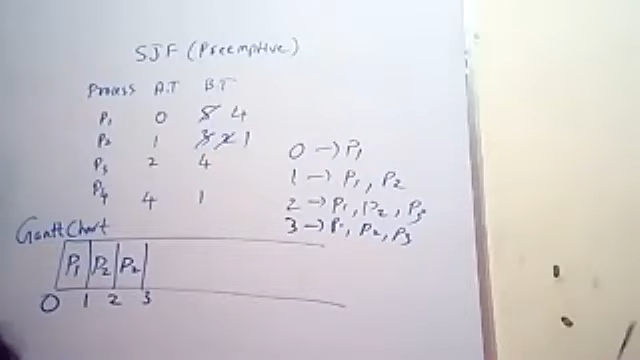 SJF (Preemptive)
Process A.T B.T
P1 0 5 4
P2 1 3 2 1
P3 2 4
P4 4 1
0 → P1
1 → P1, P2
2 → P1, P2, P3
3 → P1, P2, P3
Gantt Chart
P1 P2 P2
0 1 2 3